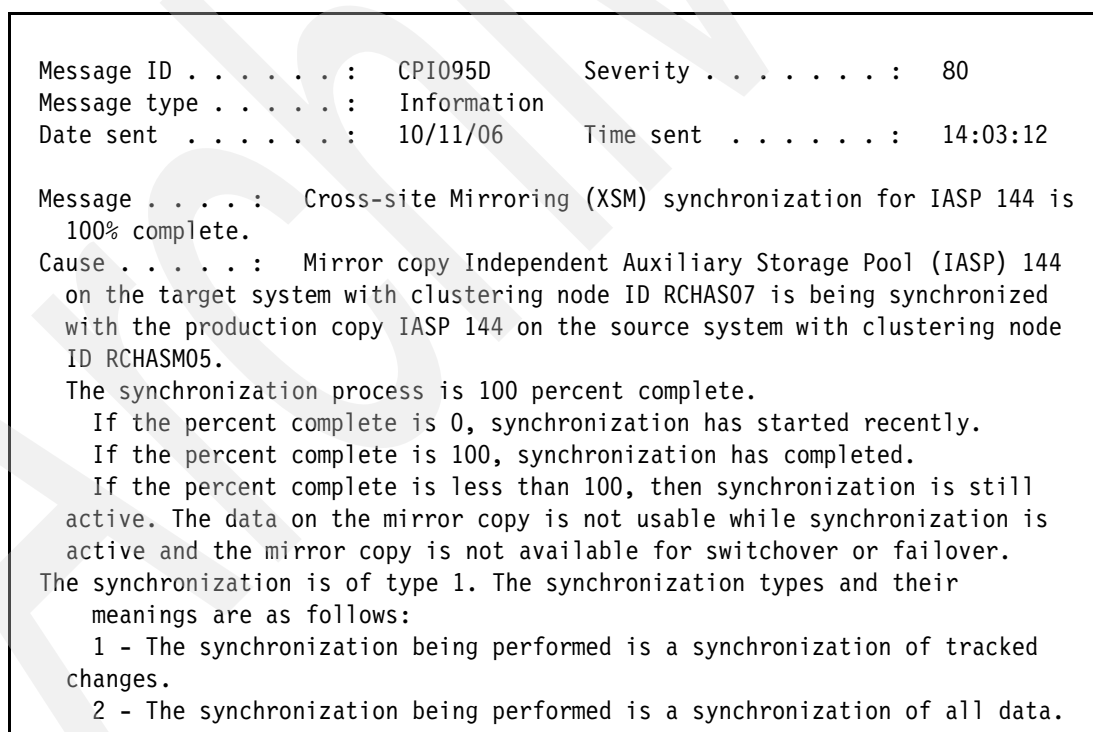 Message ID . . . . . . :   CPI095D       Severity . . . . . . . :   80
Message type . . . . . :   Information
Date sent  . . . . . . :   10/11/06      Time sent  . . . . . . :   14:03:12
Message . . . . :   Cross-site Mirroring (XSM) synchronization for IASP 144 is
100% complete.
Cause . . . . . :   Mirror copy Independent Auxiliary Storage Pool (IASP) 144
on the target system with clustering node ID RCHAS07 is being synchronized
with the production copy IASP 144 on the source system with clustering node
ID RCHASM05.
The synchronization process is 100 percent complete.
If the percent complete is 0, synchronization has started recently.
If the percent complete is 100, synchronization has completed.
If the percent complete is less than 100, then synchronization is still
active. The data on the mirror copy is not usable while synchronization is
active and the mirror copy is not available for switchover or failover.
The synchronization is of type 1. The synchronization types and their
meanings are as follows:
1 - The synchronization being performed is a synchronization of tracked
changes.
2 - The synchronization being performed is a synchronization of all data.